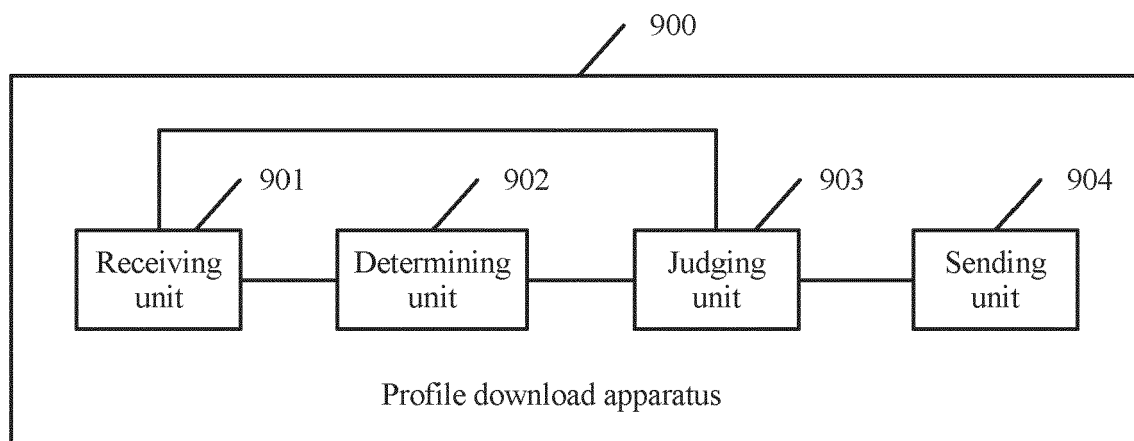 900
901
902
903
904
Receiving
unit
Determining
unit
Judging
unit
Sending
unit
Profile download apparatus